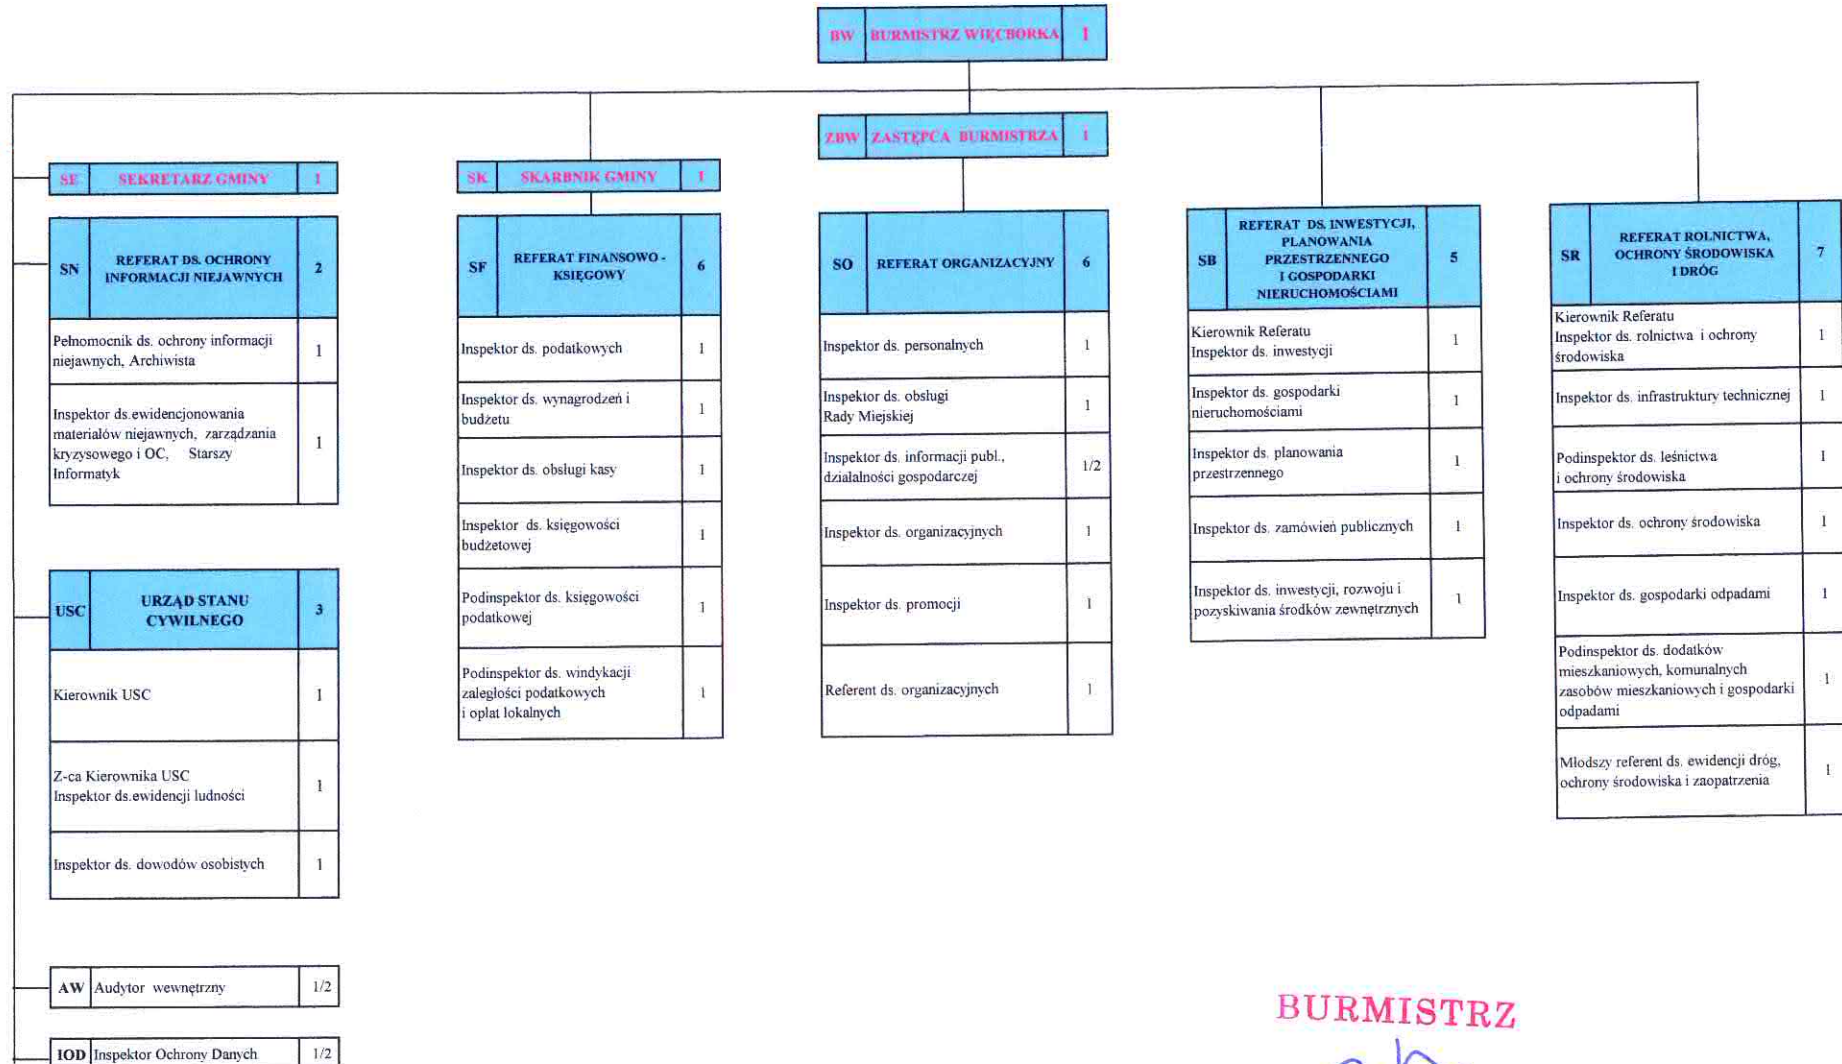 BW BURMISTRZ WIĘCBORKA 1
ZBW ZASTĘPCA BURMISTRZA 1
SE SEKRETARZ GMINY 1
SN REFERAT DS. OCHRONY
INFORMACJI NIEJAWNYCH 2
Pełnomocnik ds. ochrony informacji
niejawnych, Archiwista 1
Inspektor ds.ewidencjonowania
materiałów niejawnych, zarządzania
kryzysowego i OC, Starszy
Informatyk 1
USC URZĄD STANU
CYWILNEGO 3
Kierownik USC 1
Z-ca Kierownika USC
Inspektor ds.ewidencji ludności 1
Inspektor ds. dowodów osobistych 1
AW Audytor wewnętrzny 1/2
IOD Inspektor Ochrony Danych 1/2
SK SKARBNIK GMINY 1
SF REFERAT FINANSOWO -
KSIĘGOWY 6
Inspektor ds. podatkowych 1
Inspektor ds. wynagrodzeń i
budżetu 1
Inspektor ds. obsługi kasy 1
Inspektor ds. księgowości
budżetowej 1
Podinspektor ds. księgowości
podatkowej 1
Podinspektor ds. windykacji
zaległości podatkowych
i opłat lokalnych 1
SO REFERAT ORGANIZACYJNY 6
Inspektor ds. personalnych 1
Inspektor ds. obsługi
Rady Miejskiej 1
Inspektor ds. informacji publ.,
działalności gospodarczej 1/2
Inspektor ds. organizacyjnych 1
Inspektor ds. promocji 1
Referent ds. organizacyjnych 1
SB REFERAT DS. INWESTYCJI,
PLANOWANIA
PRZESTRZENNEGO
I GOSPODARKI
NIERUCHOMOŚCIAMI 5
Kierownik Referatu
Inspektor ds. inwestycji 1
Inspektor ds. gospodarki
nieruchomościami 1
Inspektor ds. planowania
przestrzennego 1
Inspektor ds. zamówień publicznych 1
Inspektor ds. inwestycji, rozwoju i
pozyskiwania środków zewnętrznych 1
SR REFERAT ROLNICTWA,
OCHRONY ŚRODOWISKA
I DRÓG 7
Kierownik Referatu
Inspektor ds. rolnictwa i ochrony
środowiska 1
Inspektor ds. infrastruktury technicznej 1
Podinspektor ds. leśnictwa
i ochrony środowiska 1
Inspektor ds. ochrony środowiska 1
Inspektor ds. gospodarki odpadami 1
Podinspektor ds. dodatków
mieszkaniowych, komunalnych
zasobów mieszkaniowych i gospodarki
odpadami 1
Młodszy referent ds. ewidencji dróg,
ochrony środowiska i zaopatrzenia 1
BURMISTRZ